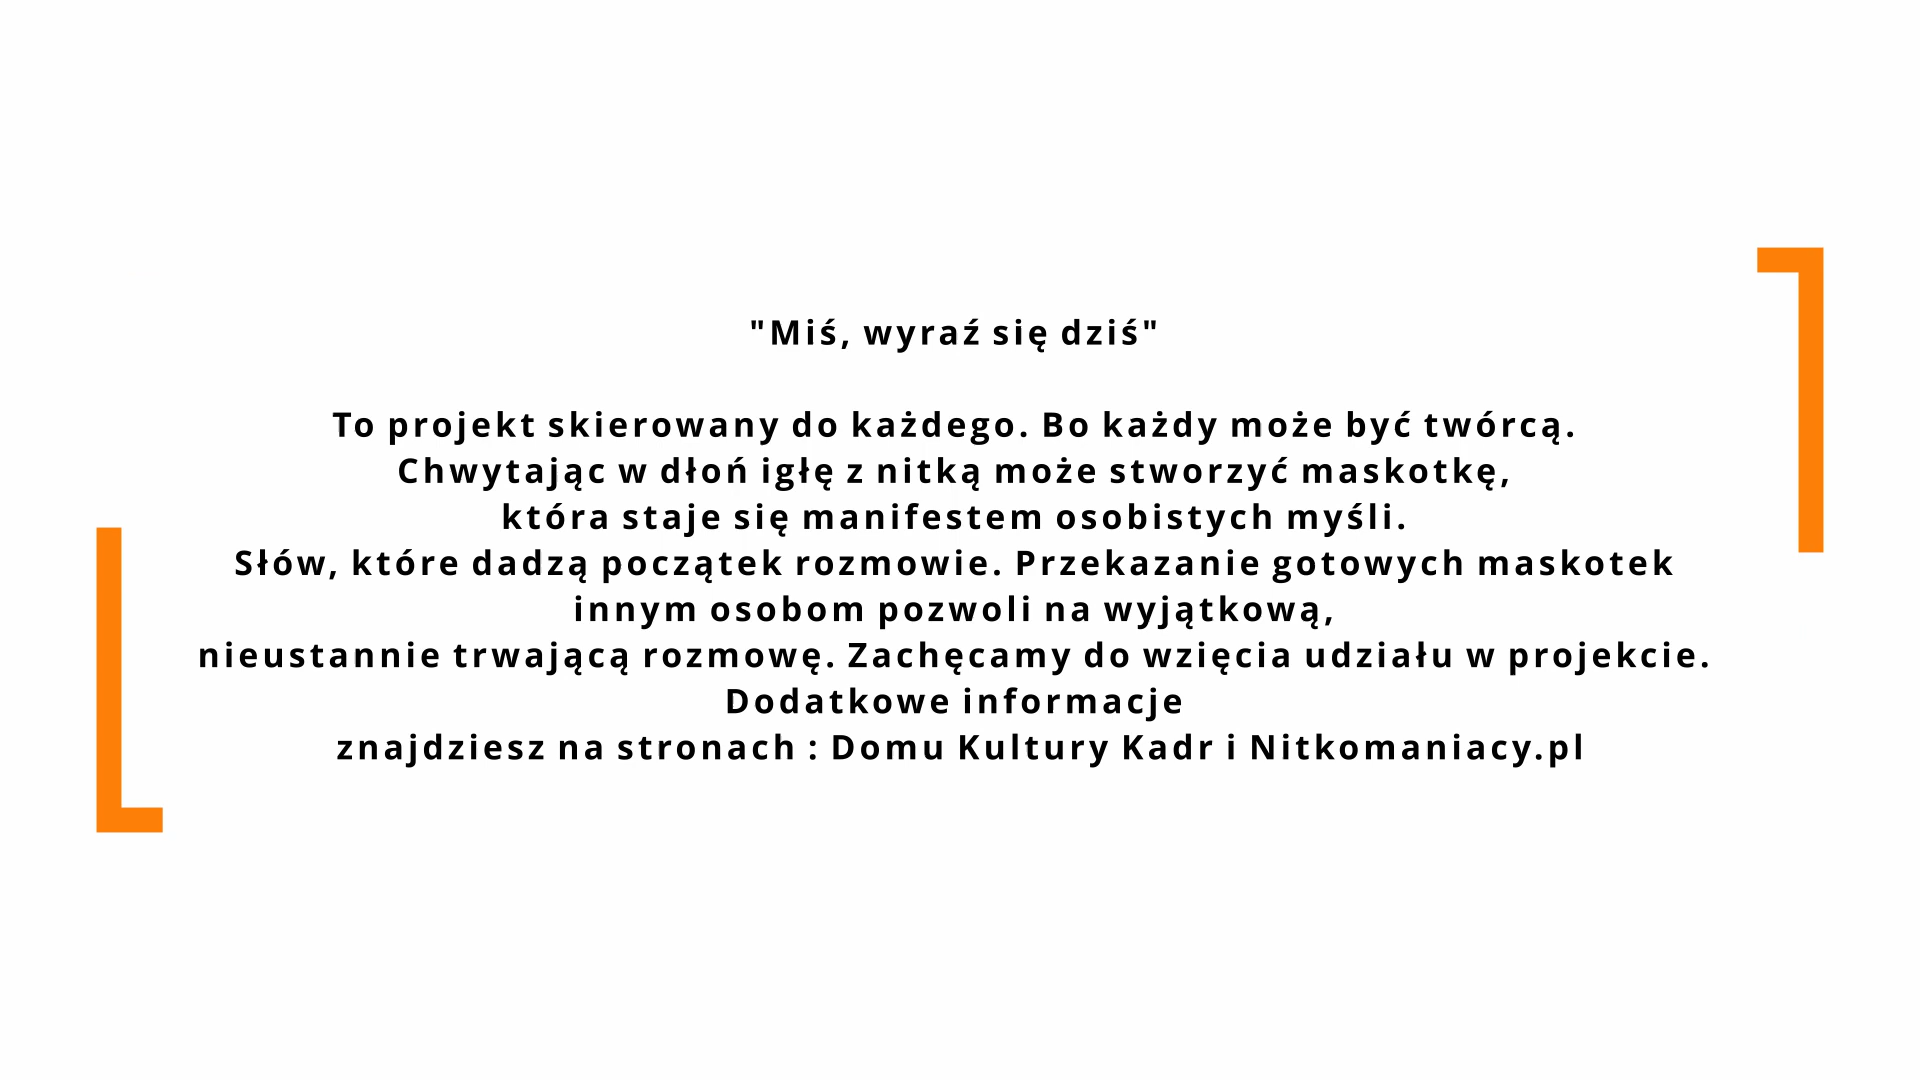 "Miś, wyraź się dziś"
To projekt skierowany do każdego. Bo każdy może być twórcą.
Chwytając w dłoń igłę z nitką może stworzyć maskotkę,
która staje się manifestem osobistych myśli.
Słów, które dadzą początek rozmowie. Przekazanie gotowych maskotek
innym osobom pozwoli na wyjątkową,
nieustannie trwającą rozmowę. Zachęcamy do wzięcia udziału w projekcie.
Dodatkowe informacje
znajdziesz na stronach : Domu Kultury Kadr i Nitkomaniacy.pl